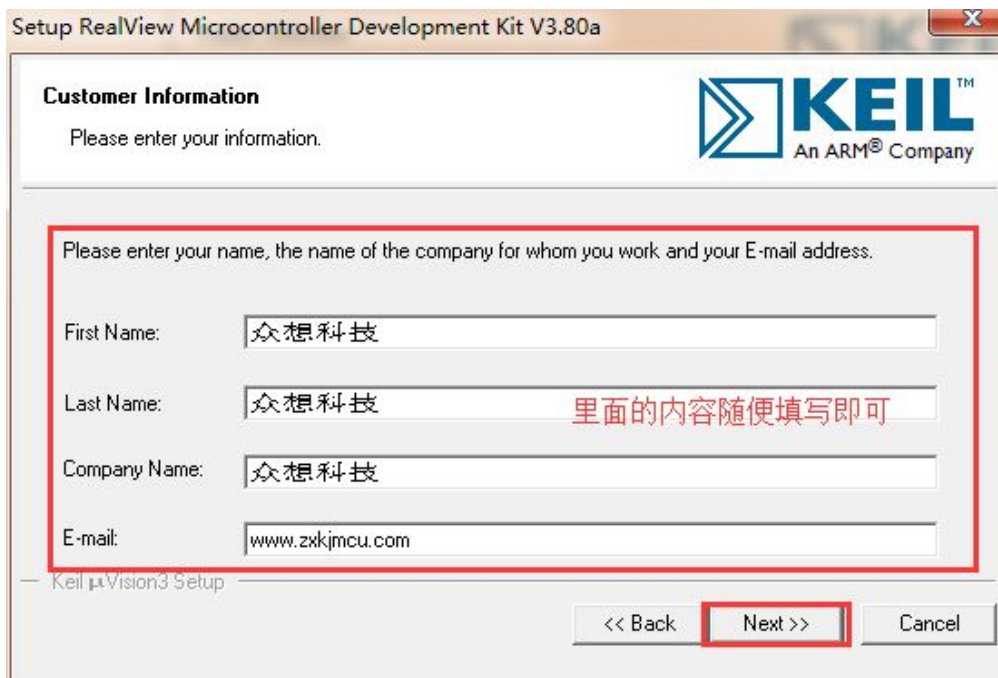 Setup RealView Microcontroller Development Kit V3.80a
Customer Information
Please enter your information.
KEIL™
An ARM® Company
Please enter your name, the name of the company for whom you work and your E-mail address.
First Name: 众想科技
Last Name: 众想科技
里面的内容随便填写即可
Company Name: 众想科技
E-mail: www.zxkjmcu.com
Keil µVision3 Setup
<< Back Next >> Cancel